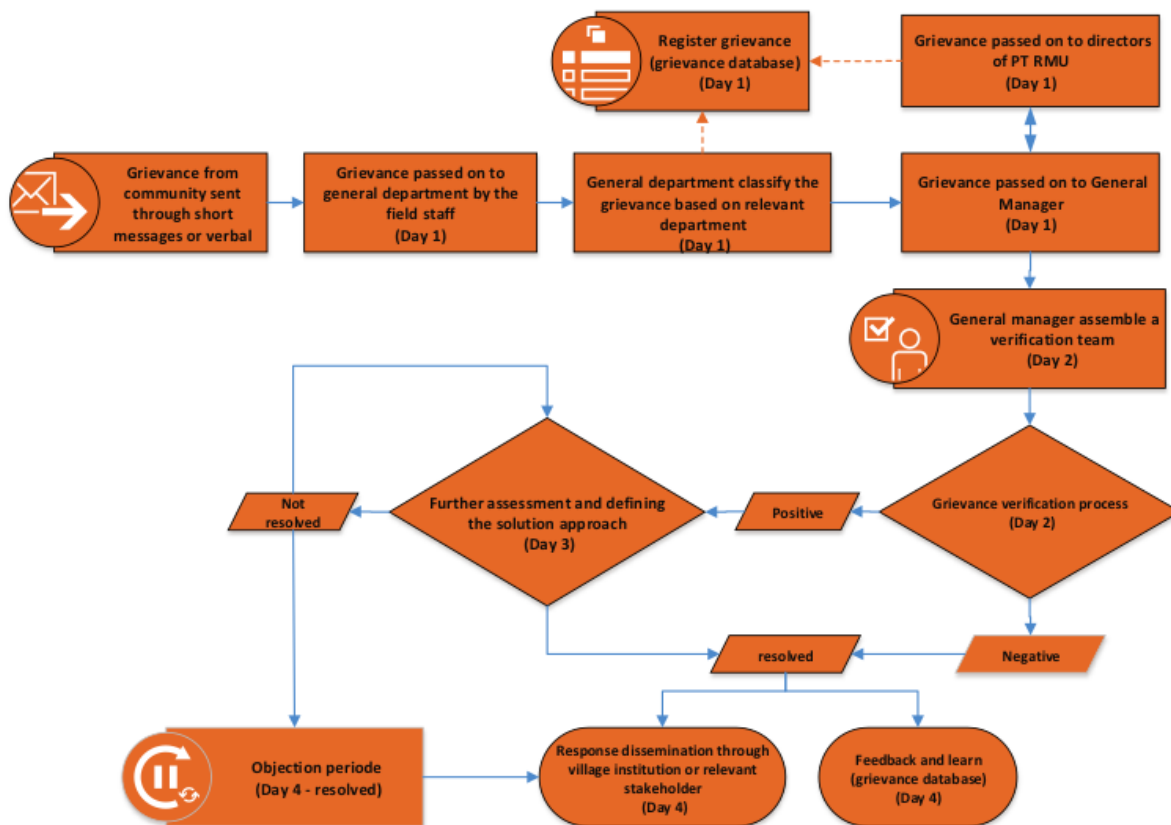 Register grievance
(grievance database)
(Day 1)
Grievance passed on to directors
of PT RMU
(Day 1)
Grievance from
community sent
through short
messages or verbal
Grievance passed on to
general department by the
field staff
(Day 1)
General department classify the
grievance based on relevant
department
(Day 1)
Grievance passed on to General
Manager
(Day 1)
General manager assemble a
verification team
(Day 2)
Not
resolved
Further assessment and defining
the solution approach
(Day 3)
Positive
Grievance verification process
(Day 2)
resolved
Negative
Objection periode
(Day 4 - resolved)
Response dissemination through
village institution or relevant
stakeholder
(Day 4)
Feedback and learn
(grievance database)
(Day 4)